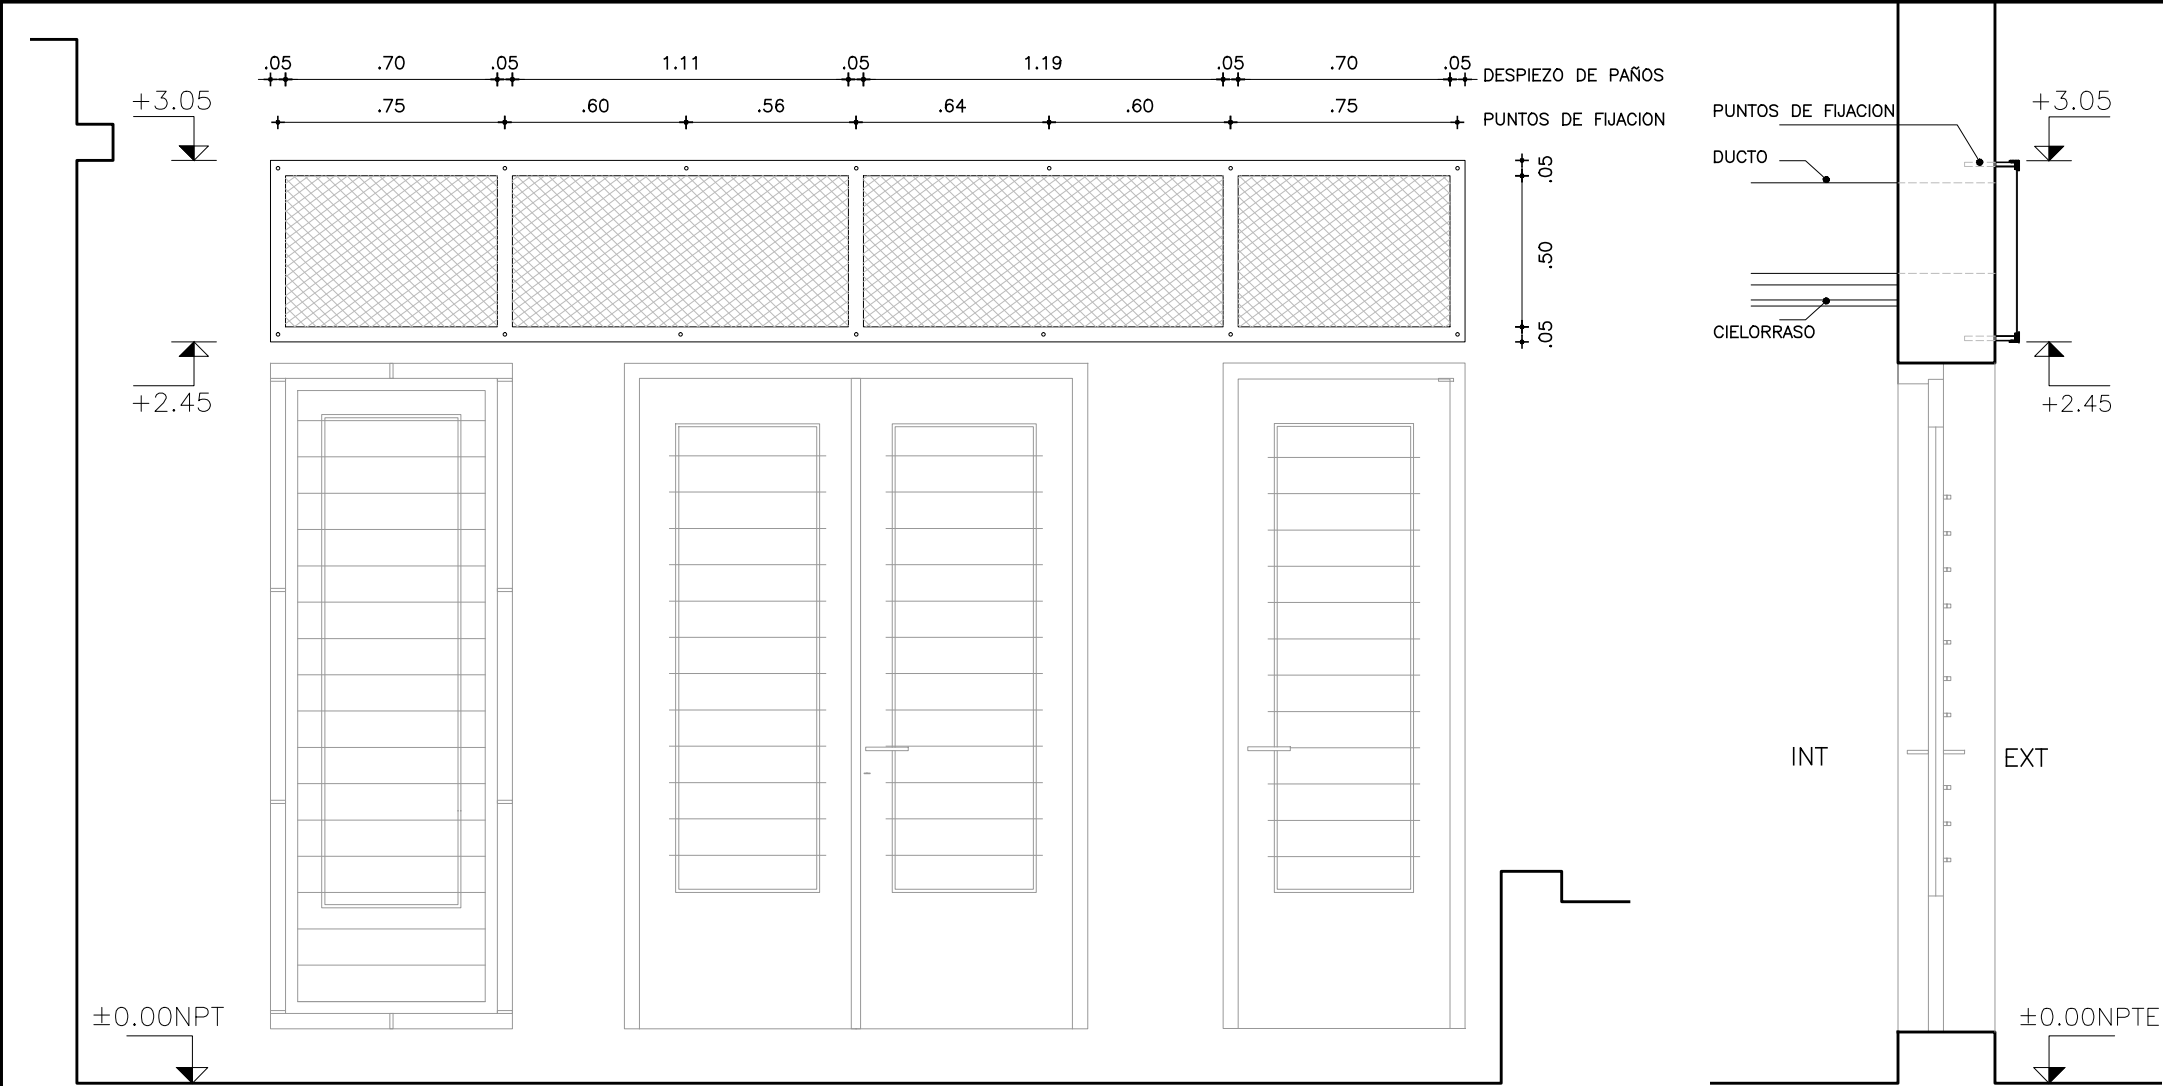 .05 .70 .05 1.11 .05 1.19 .05 .70 .05 DESPIEZO DE PAÑOS
.75 .60 .56 .64 .60 .75 PUNTOS DE FIJACION
+3.05
+2.45
±0.00NPT
.05
.50
.05
PUNTOS DE FIJACION
DUCTO
CIELORRASO
+3.05
+2.45
INT
EXT
±0.00NPTE